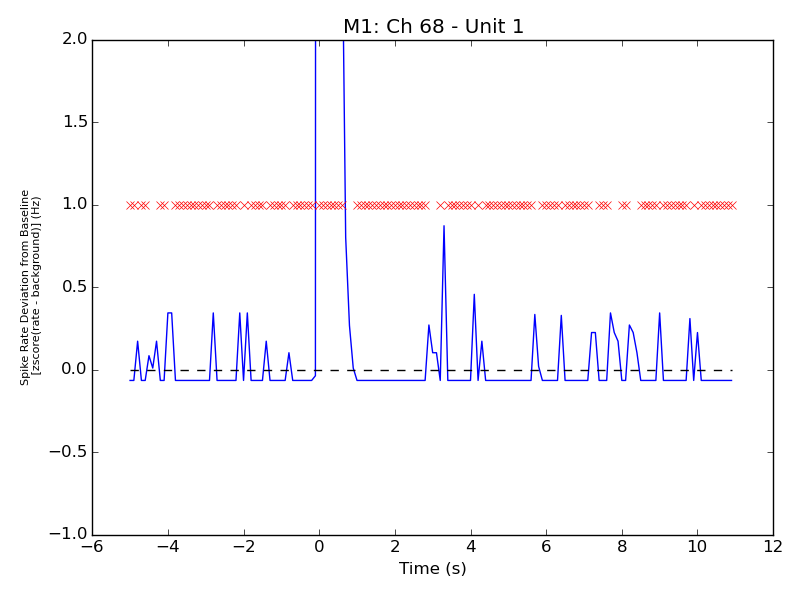 M1: Ch 68 - Unit 1
2.0
1.5
1.0
0.5
0.0
−0.5
−1.0
Spike Rate Deviation from Baseline
[zscore(rate - background)] (Hz)
−6 −4 −2 0 2 4 6 8 10 12
Time (s)